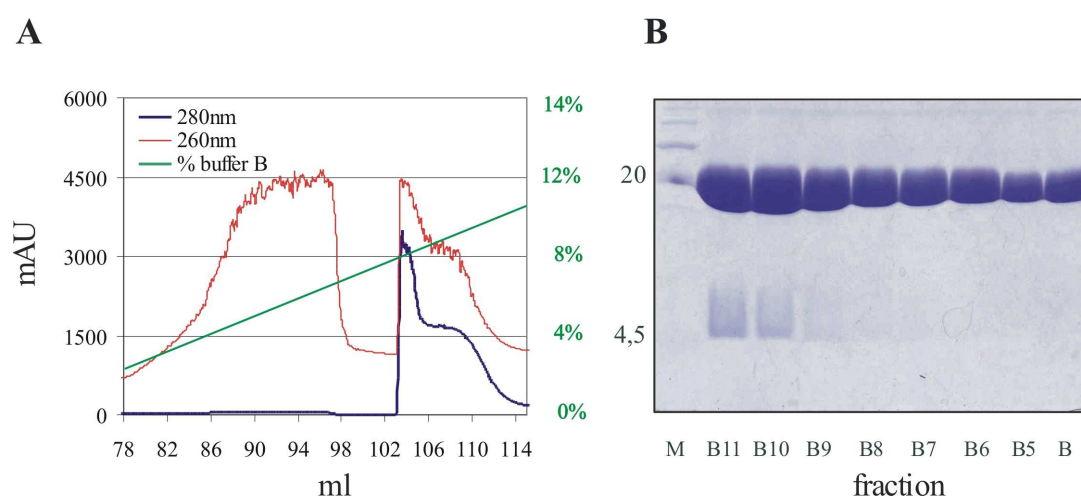 A
B
6000
4500
3000
1500
0
mAU
280nm
260nm
% buffer B
14%
12%
8%
4%
0%
78 82 86 90 94 98 102 106 110 114
ml
20
4,5
M B11 B10 B9 B8 B7 B6 B5 B
fraction